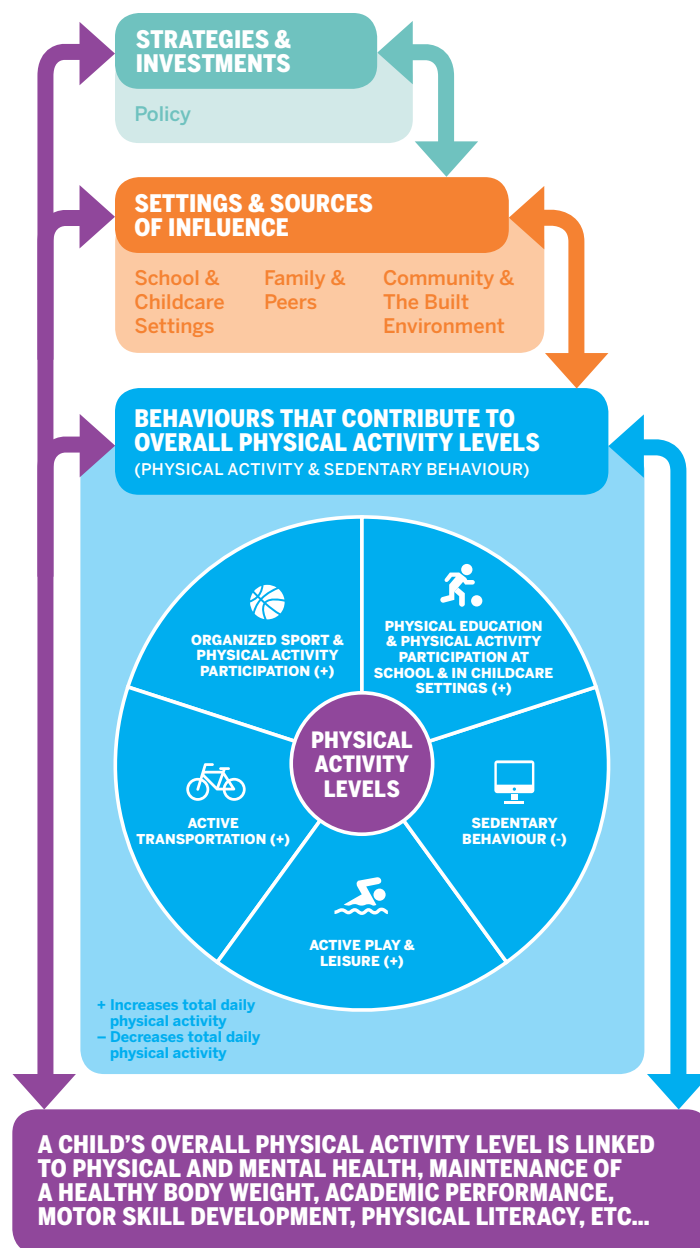 STRATEGIES &
INVESTMENTS
Policy
SETTINGS & SOURCES
OF INFLUENCE
School &
Childcare
Settings
Family &
Peers
Community &
The Built
Environment
BEHAVIOURS THAT CONTRIBUTE TO
OVERALL PHYSICAL ACTIVITY LEVELS
(PHYSICAL ACTIVITY & SEDENTARY BEHAVIOUR)
ORGANIZED SPORT &
PHYSICAL ACTIVITY
PARTICIPATION (+)
PHYSICAL EDUCATION
& PHYSICAL ACTIVITY
PARTICIPATION AT
SCHOOL & IN CHILDCARE
SETTINGS (+)
PHYSICAL
ACTIVITY
LEVELS
ACTIVE
TRANSPORTATION (+)
SEDENTARY
BEHAVIOUR (-)
ACTIVE PLAY &
LEISURE (+)
+ Increases total daily
physical activity
– Decreases total daily
physical activity
A CHILD'S OVERALL PHYSICAL ACTIVITY LEVEL IS LINKED
TO PHYSICAL AND MENTAL HEALTH, MAINTENANCE OF
A HEALTHY BODY WEIGHT, ACADEMIC PERFORMANCE,
MOTOR SKILL DEVELOPMENT, PHYSICAL LITERACY, ETC...